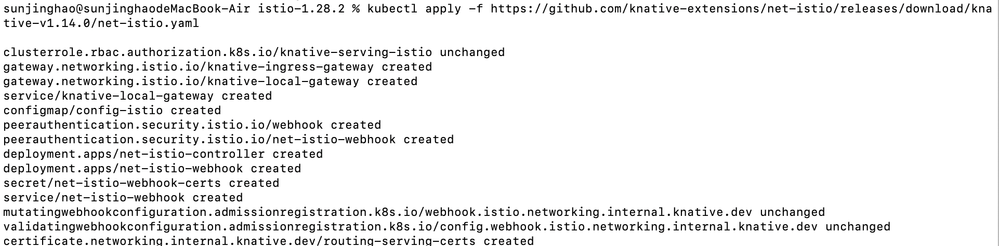 sunjinghao@sunjinghaodeMacBook-Air istio-1.28.2 % kubectl apply -f https://github.com/knative-extensions/net-istio/releases/download/kna
tive-v1.14.0/net-istio.yaml
clusterrole.rbac.authorization.k8s.io/knative-serving-istio unchanged
gateway.networking.istio.io/knative-ingress-gateway created
gateway.networking.istio.io/knative-local-gateway created
service/knative-local-gateway created
configmap/config-istio created
peerauthentication.security.istio.io/webhook created
peerauthentication.security.istio.io/net-istio-webhook created
deployment.apps/net-istio-controller created
deployment.apps/net-istio-webhook created
secret/net-istio-webhook-certs created
service/net-istio-webhook created
mutatingwebhookconfiguration.admissionregistration.k8s.io/webhook.istio.networking.internal.knative.dev unchanged
validatingwebhookconfiguration.admissionregistration.k8s.io/config.webhook.istio.networking.internal.knative.dev unchanged
certificate.networking.internal.knative.dev/routing-serving-certs created